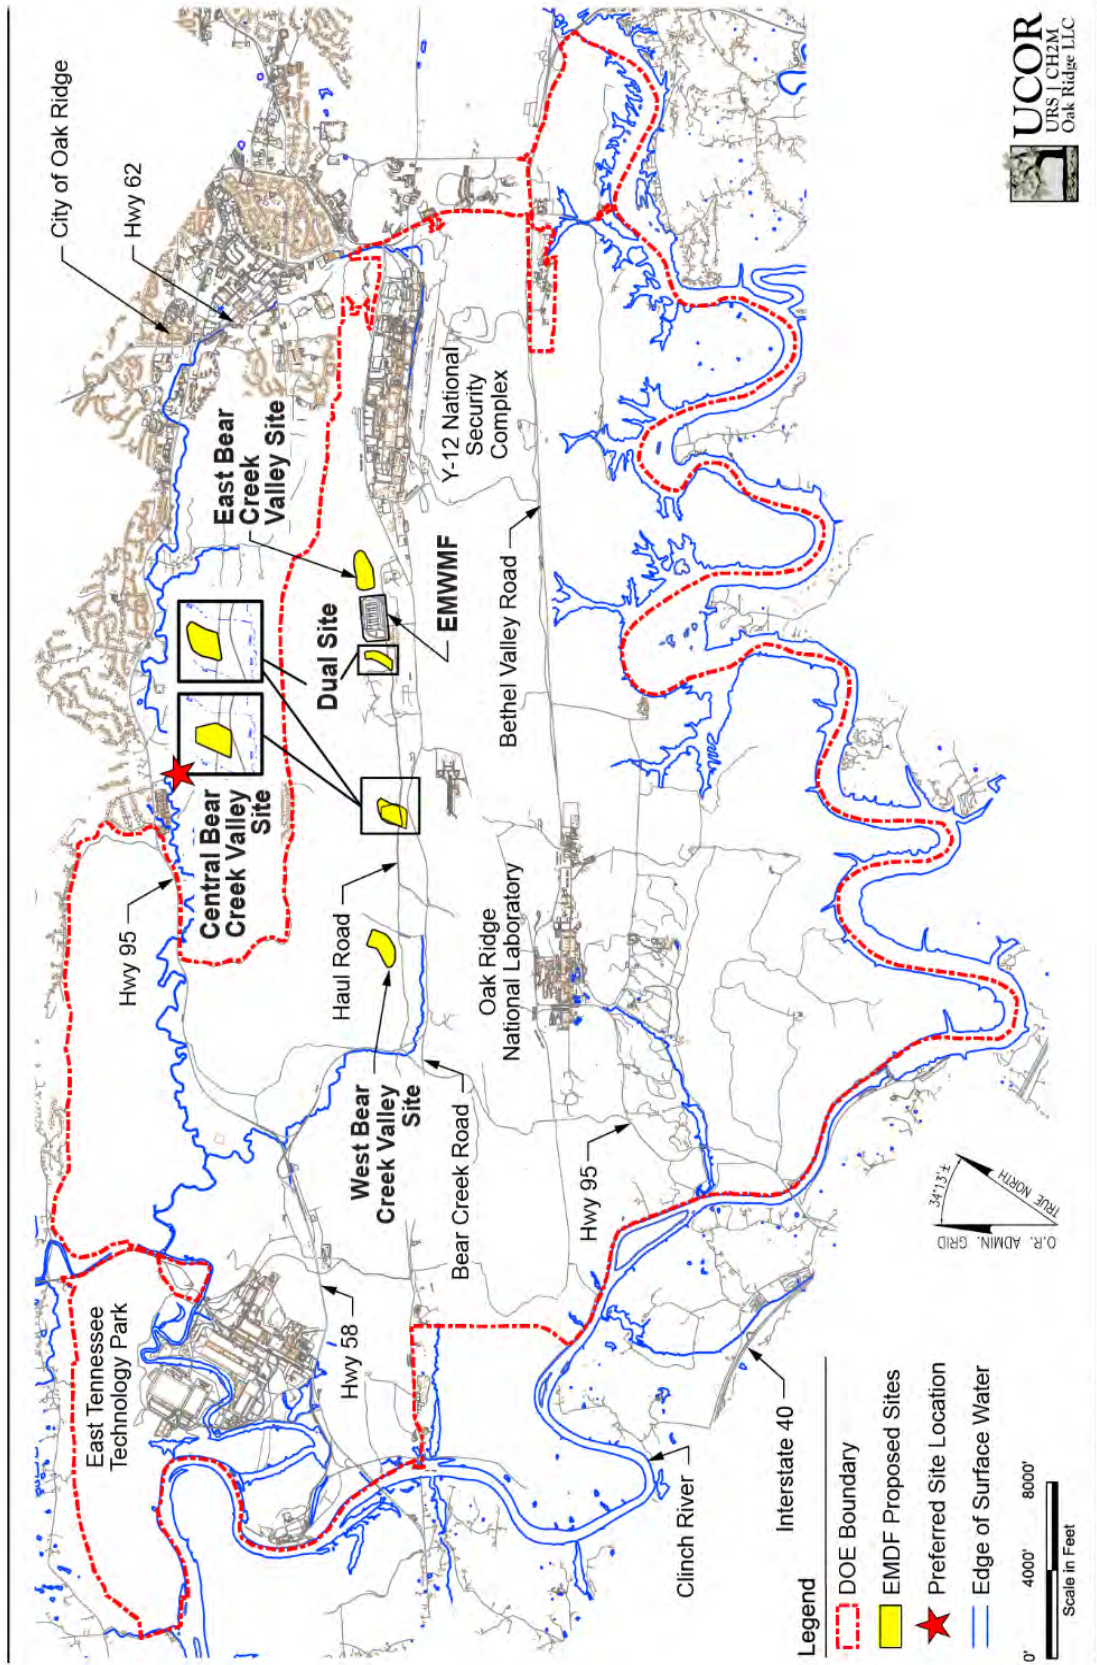 City of Oak Ridge
Hwy 62
East Bear
Creek
Valley Site
Y-12 National
Security
Complex
Dual Site
EMWMF
Bethel Valley Road
Central Bear
Creek Valley
Site
Hwy 95
Haul Road
Oak Ridge
National Laboratory
West Bear
Creek Valley
Site
Bear Creek Road
Hwy 95
East Tennessee
Technology Park
Hwy 58
Clinch River
Interstate 40
O.R. ADMIN. GRID
34°13'±
TRUE NORTH
Legend
DOE Boundary
EMDF Proposed Sites
Preferred Site Location
Edge of Surface Water
0' 4000' 8000'
Scale in Feet
UCOR
URS | CH2M
Oak Ridge LLC